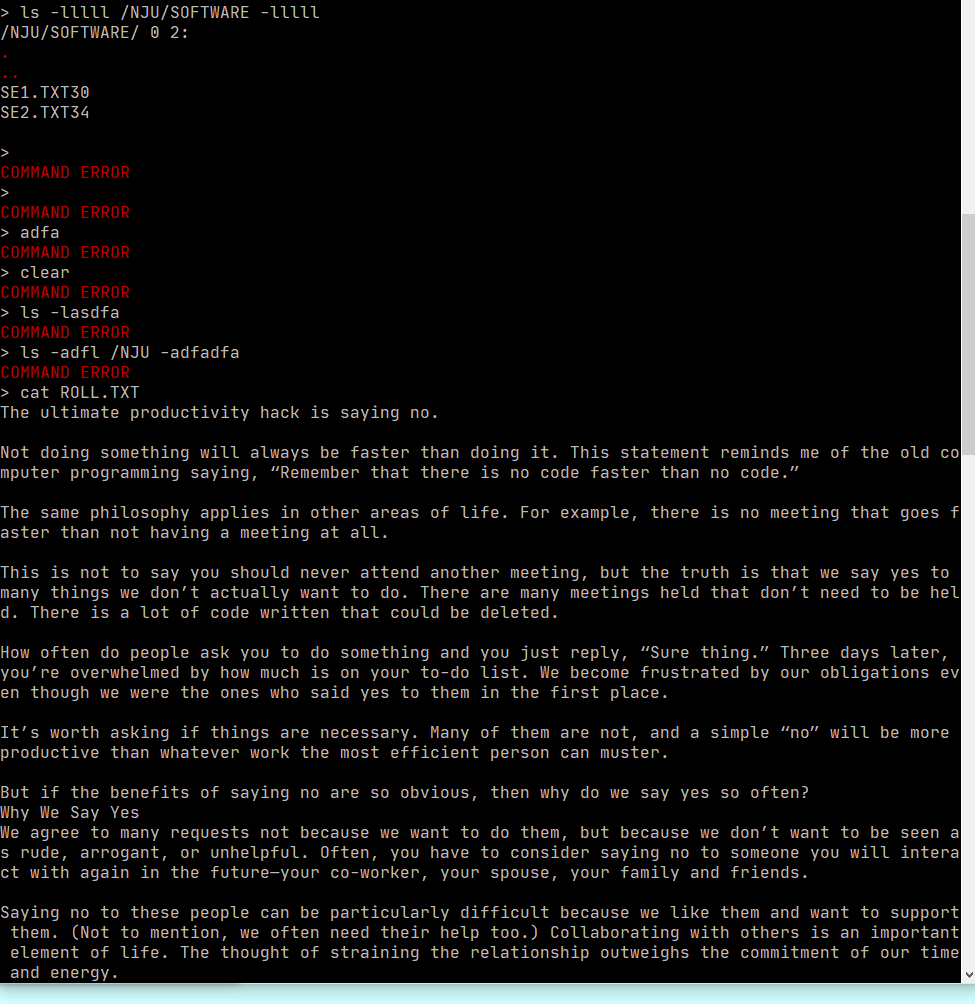 > ls -lllll /NJU/SOFTWARE -lllll
/NJU/SOFTWARE/ 0 2:
.
..
SE1.TXT30
SE2.TXT34
>
COMMAND ERROR
>
COMMAND ERROR
> adfa
COMMAND ERROR
> clear
COMMAND ERROR
> ls -lasdfa
COMMAND ERROR
> ls -adfl /NJU -adfadfa
COMMAND ERROR
> cat ROLL.TXT
The ultimate productivity hack is saying no.
Not doing something will always be faster than doing it. This statement reminds me of the old co
mputer programming saying, “Remember that there is no code faster than no code.”
The same philosophy applies in other areas of life. For example, there is no meeting that goes f
aster than not having a meeting at all.
This is not to say you should never attend another meeting, but the truth is that we say yes to
many things we don’t actually want to do. There are many meetings held that don’t need to be hel
d. There is a lot of code written that could be deleted.
How often do people ask you to do something and you just reply, “Sure thing.” Three days later,
you’re overwhelmed by how much is on your to-do list. We become frustrated by our obligations ev
en though we were the ones who said yes to them in the first place.
It’s worth asking if things are necessary. Many of them are not, and a simple “no” will be more
productive than whatever work the most efficient person can muster.
But if the benefits of saying no are so obvious, then why do we say yes so often?
Why We Say Yes
We agree to many requests not because we want to do them, but because we don’t want to be seen a
s rude, arrogant, or unhelpful. Often, you have to consider saying no to someone you will intera
ct with again in the future—your co-worker, your spouse, your family and friends.
Saying no to these people can be particularly difficult because we like them and want to support
them. (Not to mention, we often need their help too.) Collaborating with others is an important
element of life. The thought of straining the relationship outweighs the commitment of our time
and energy.